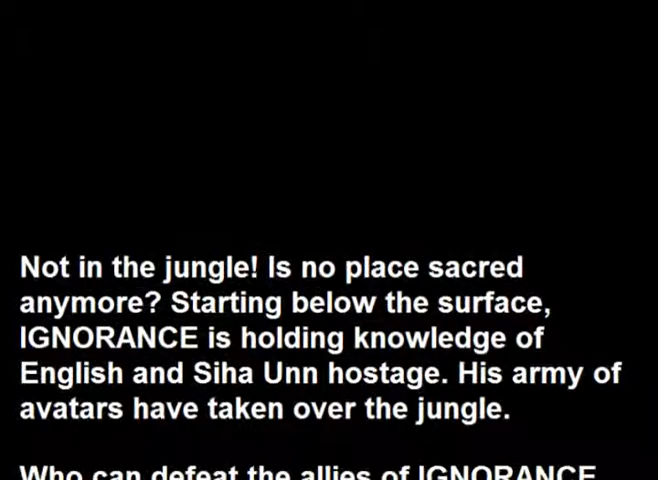 Not in the jungle! Is no place sacred
anymore? Starting below the surface,
IGNORANCE is holding knowledge of
English and Siha Unn hostage. His army of
avatars have taken over the jungle.
Who can defeat the allies of IGNORANCE